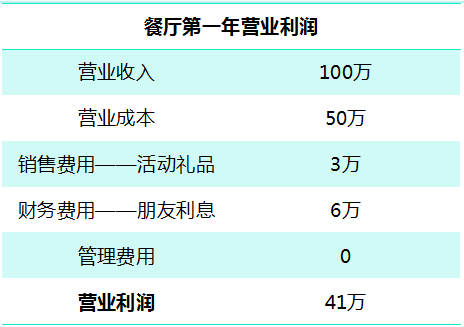 餐厅第一年营业利润
营业收入 100万
营业成本 50万
销售费用——活动礼品 3万
财务费用——朋友利息 6万
管理费用 0
营业利润 41万